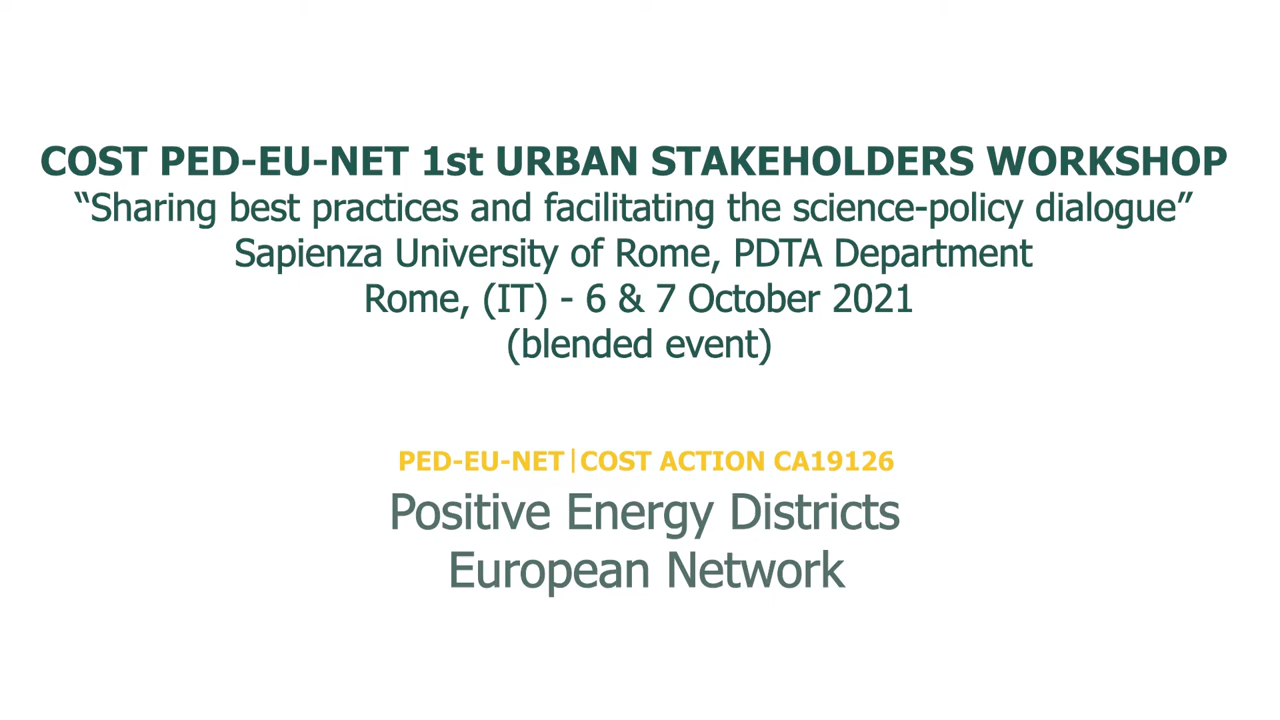 COST PED-EU-NET 1st URBAN STAKEHOLDERS WORKSHOP
“Sharing best practices and facilitating the science-policy dialogue”
Sapienza University of Rome, PDTA Department
Rome, (IT) - 6 & 7 October 2021
(blended event)
PED-EU-NET|COST ACTION CA19126
Positive Energy Districts
European Network